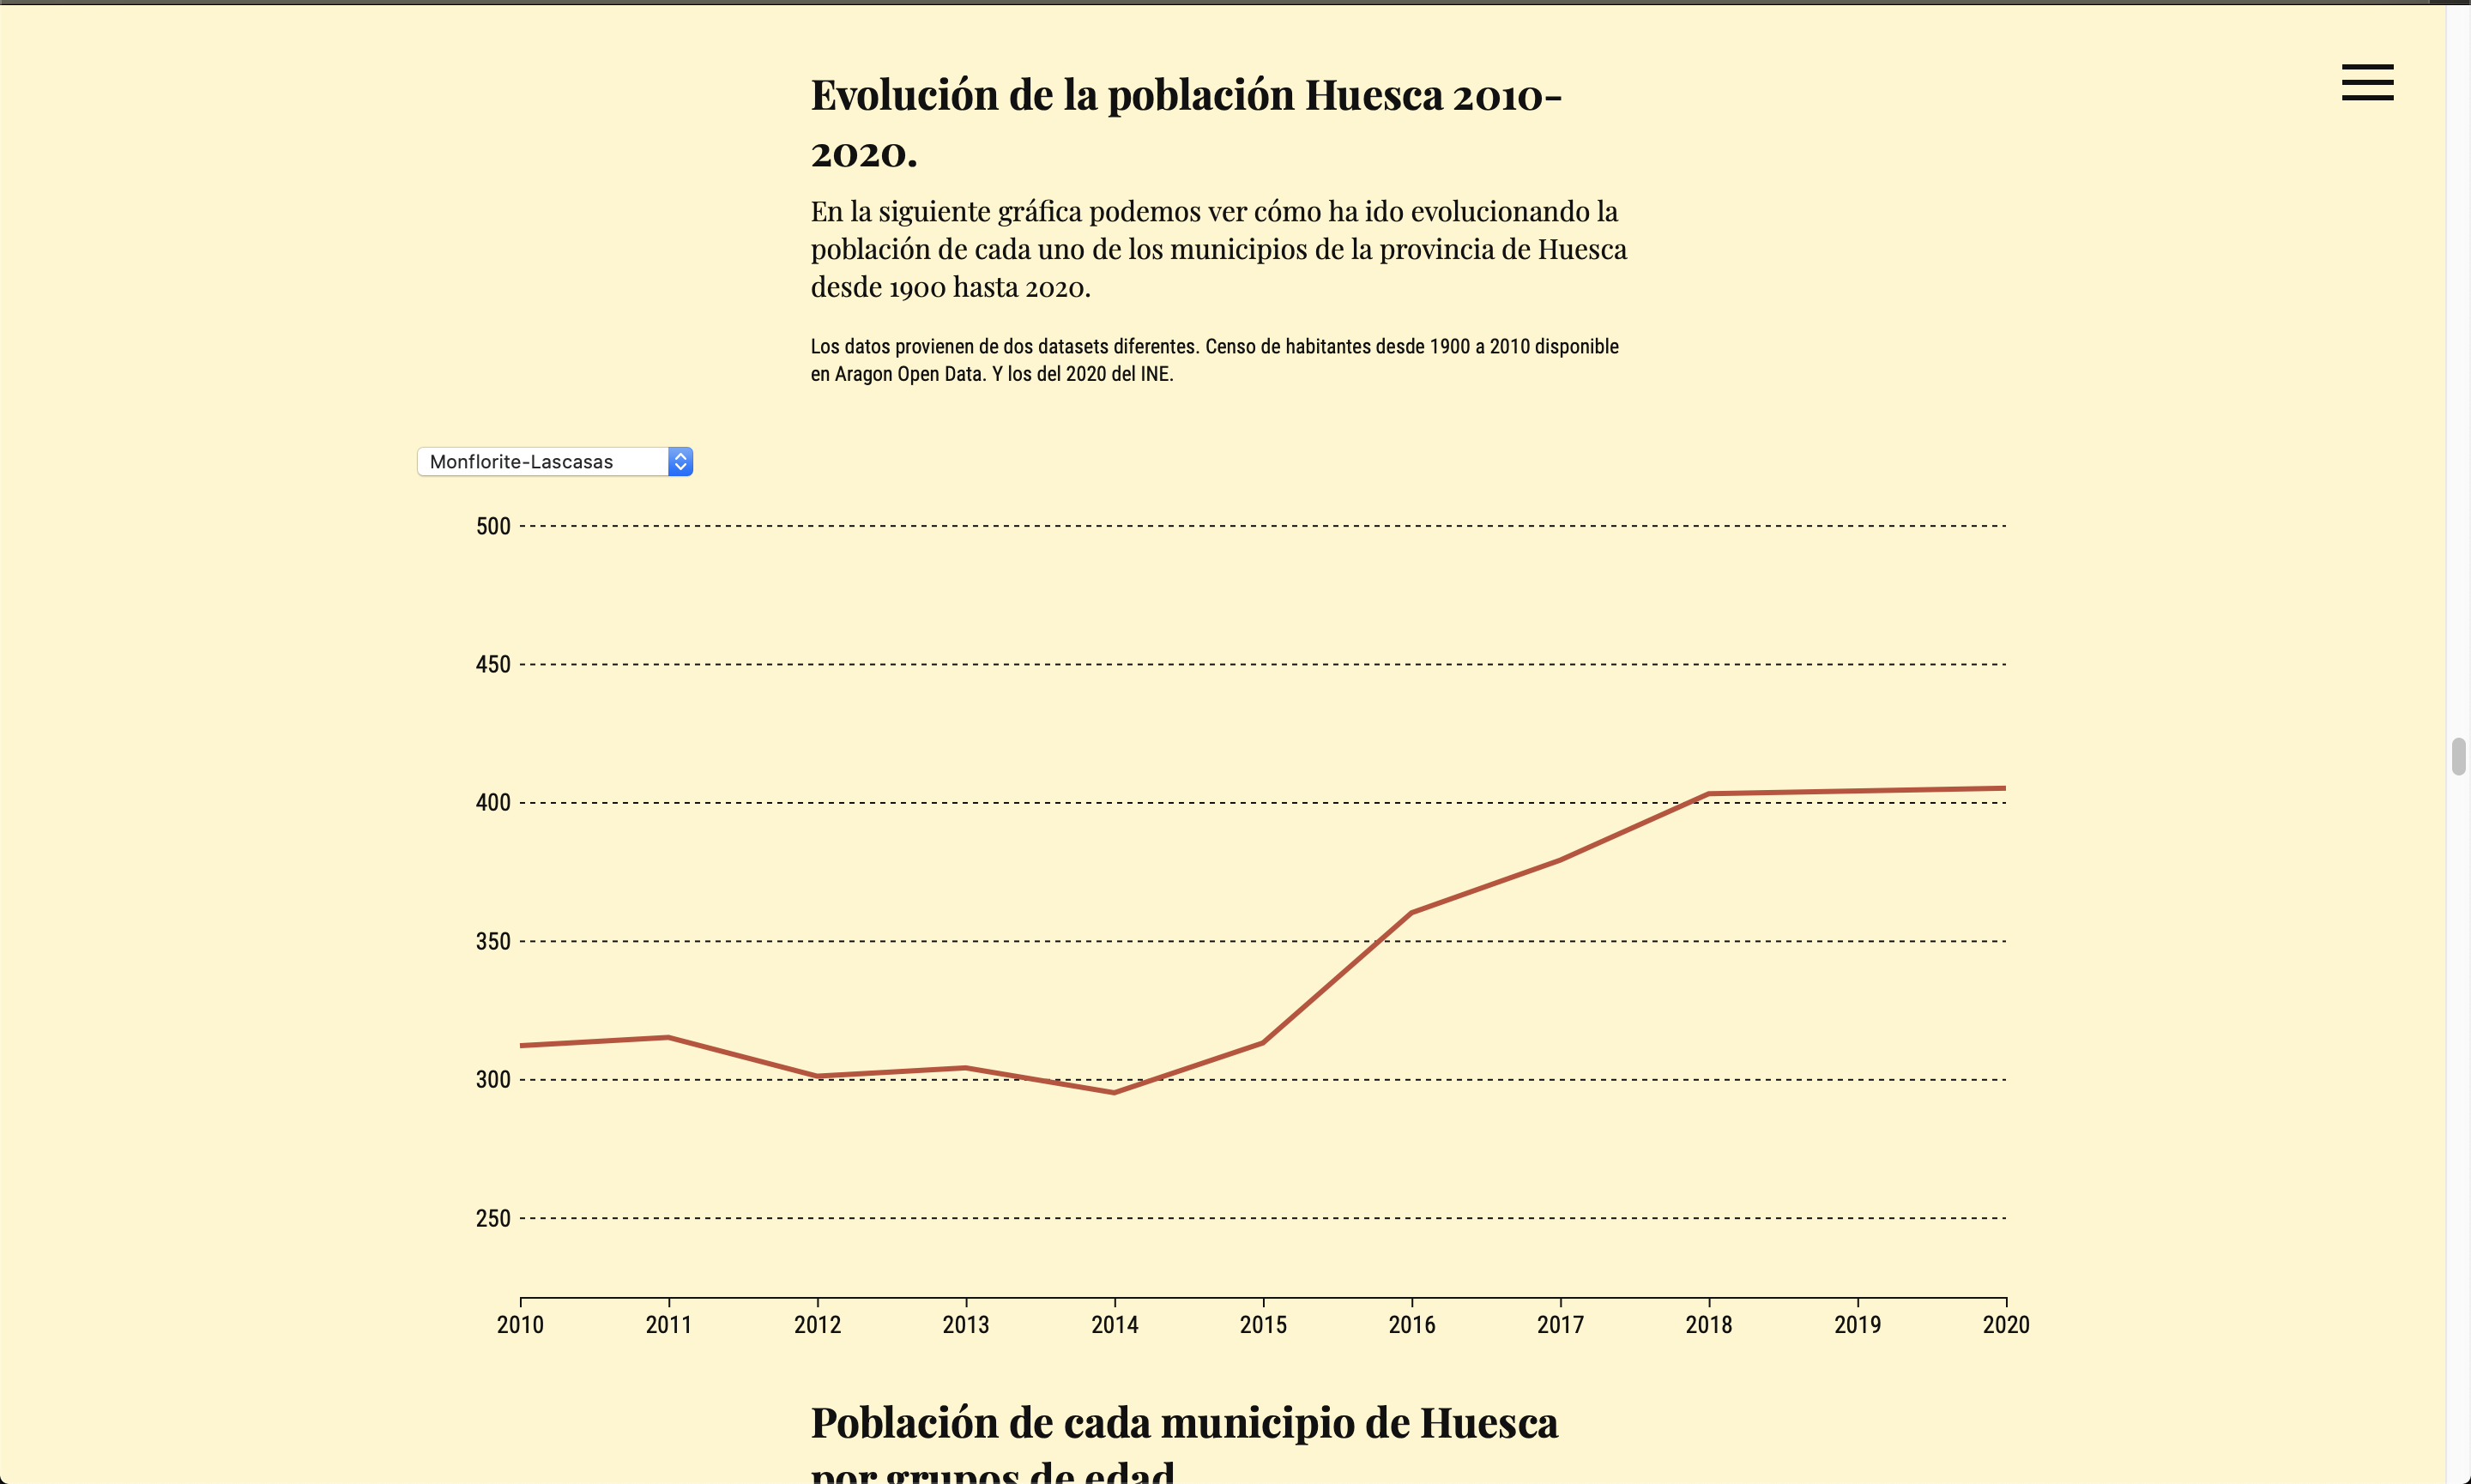 Evolución de la población Huesca 2010-
2020.
En la siguiente gráfica podemos ver cómo ha ido evolucionando la
población de cada uno de los municipios de la provincia de Huesca
desde 1900 hasta 2020.
Los datos provienen de dos datasets diferentes. Censo de habitantes desde 1900 a 2010 disponible
en Aragon Open Data. Y los del 2020 del INE.
Monflorite-Lascasas
500
450
400
350
300
250
2010 2011 2012 2013 2014 2015 2016 2017 2018 2019 2020
Población de cada municipio de Huesca
por grupos de edad